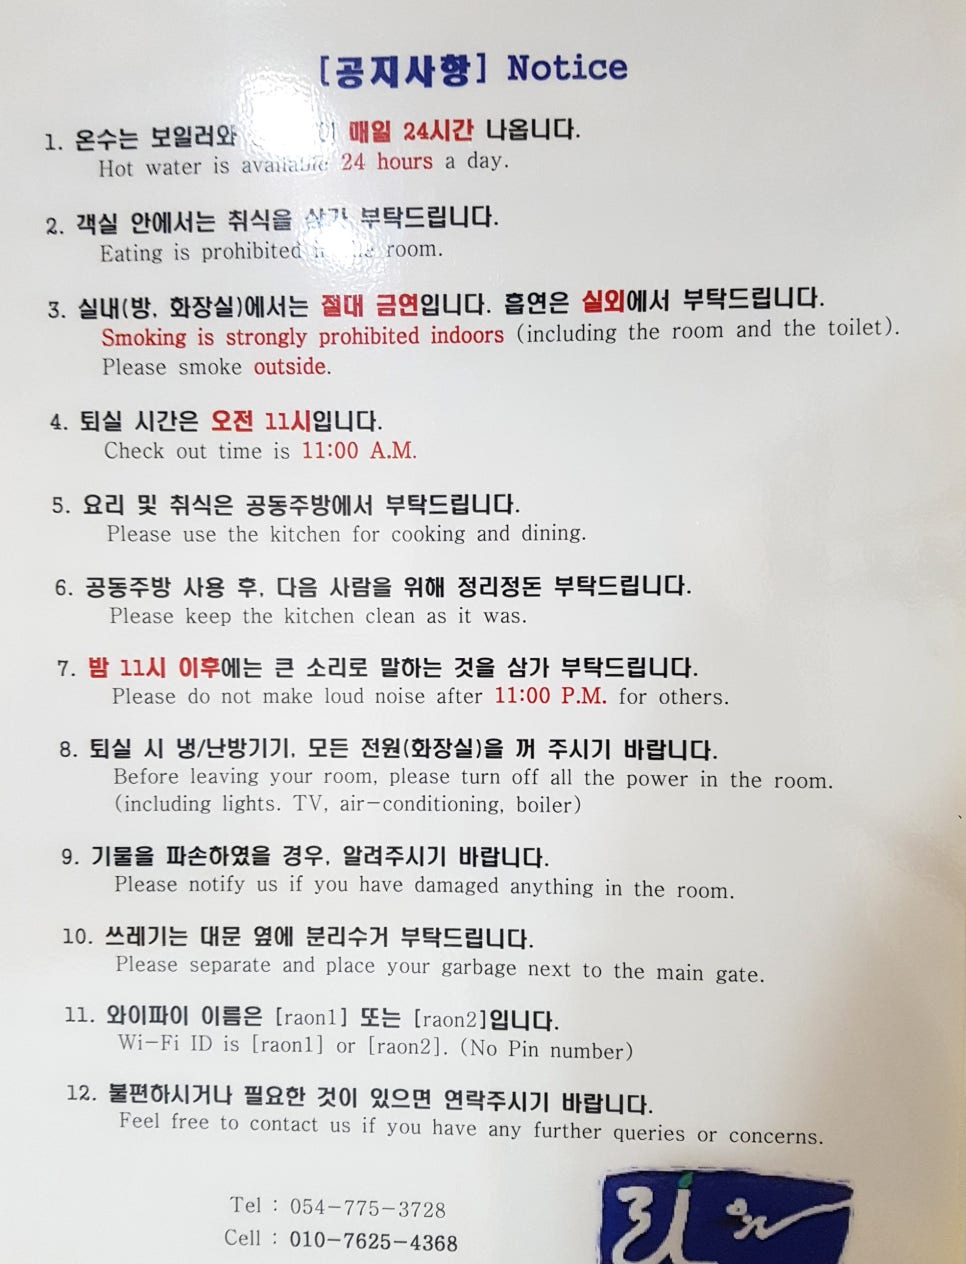 [공지사항] Notice
1. 온수는 보일러와 매일 24시간 나옵니다.
Hot water is available 24 hours a day.
2. 객실 안에서는 취식을 삼가 부탁드립니다.
Eating is prohibited in the room.
3. 실내(방, 화장실)에서는 절대 금연입니다. 흡연은 실외에서 부탁드립니다.
Smoking is strongly prohibited indoors (including the room and the toilet).
Please smoke outside.
4. 퇴실 시간은 오전 11시입니다.
Check out time is 11:00 A.M.
5. 요리 및 취식은 공동주방에서 부탁드립니다.
Please use the kitchen for cooking and dining.
6. 공동주방 사용 후, 다음 사람을 위해 정리정돈 부탁드립니다.
Please keep the kitchen clean as it was.
7. 밤 11시 이후에는 큰 소리로 말하는 것을 삼가 부탁드립니다.
Please do not make loud noise after 11:00 P.M. for others.
8. 퇴실 시 냉/난방기기, 모든 전원(화장실)을 꺼 주시기 바랍니다.
Before leaving your room, please turn off all the power in the room.
(including lights. TV, air-conditioning, boiler)
9. 기물을 파손하였을 경우, 알려주시기 바랍니다.
Please notify us if you have damaged anything in the room.
10. 쓰레기는 대문 옆에 분리수거 부탁드립니다.
Please separate and place your garbage next to the main gate.
11. 와이파이 이름은 [raon1] 또는 [raon2]입니다.
Wi-Fi ID is [raon1] or [raon2]. (No Pin number)
12. 불편하시거나 필요한 것이 있으면 연락주시기 바랍니다.
Feel free to contact us if you have any further queries or concerns.
Tel : 054-775-3728
Cell : 010-7625-4368